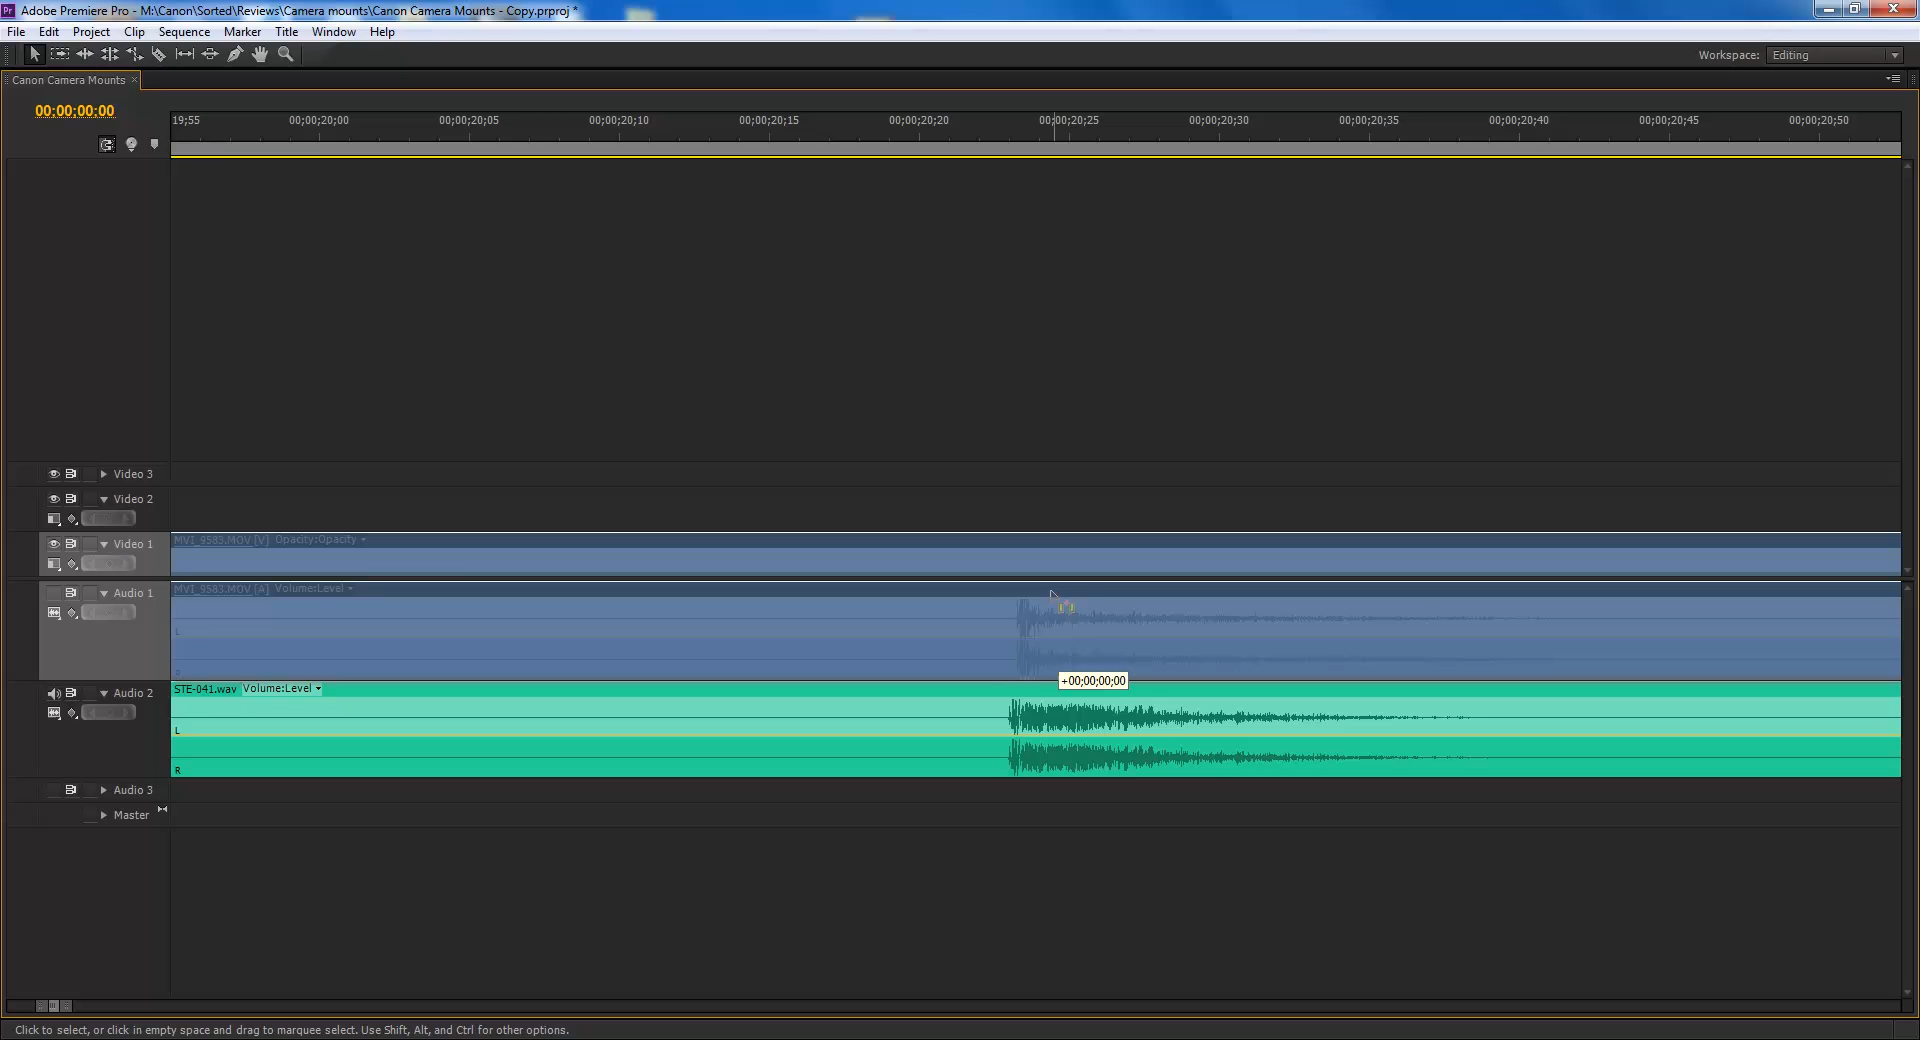 Pr Adobe Premiere Pro - M:\Canon\Sorted\Reviews\Camera mounts\Canon Camera Mounts - Copy.prproj *
File Edit Project Clip Sequence Marker Title Window Help
Workspace: Editing
Canon Camera Mounts
00;00;00;00
19;55 00;00;20;00 00;00;20;05 00;00;20;10 00;00;20;15 00;00;20;20 00;00;20;25 00;00;20;30 00;00;20;35 00;00;20;40 00;00;20;45 00;00;20;50
Video 3
Video 2
Video 1 MVI_9583.MOV [V] Opacity:Opacity
Audio 1 MVI_9583.MOV [A] Volume:Level
L
R
+00;00;00;00
Audio 2 STE-041.wav Volume:Level
L
R
Audio 3
Master
Click to select, or click in empty space and drag to marquee select. Use Shift, Alt, and Ctrl for other options.